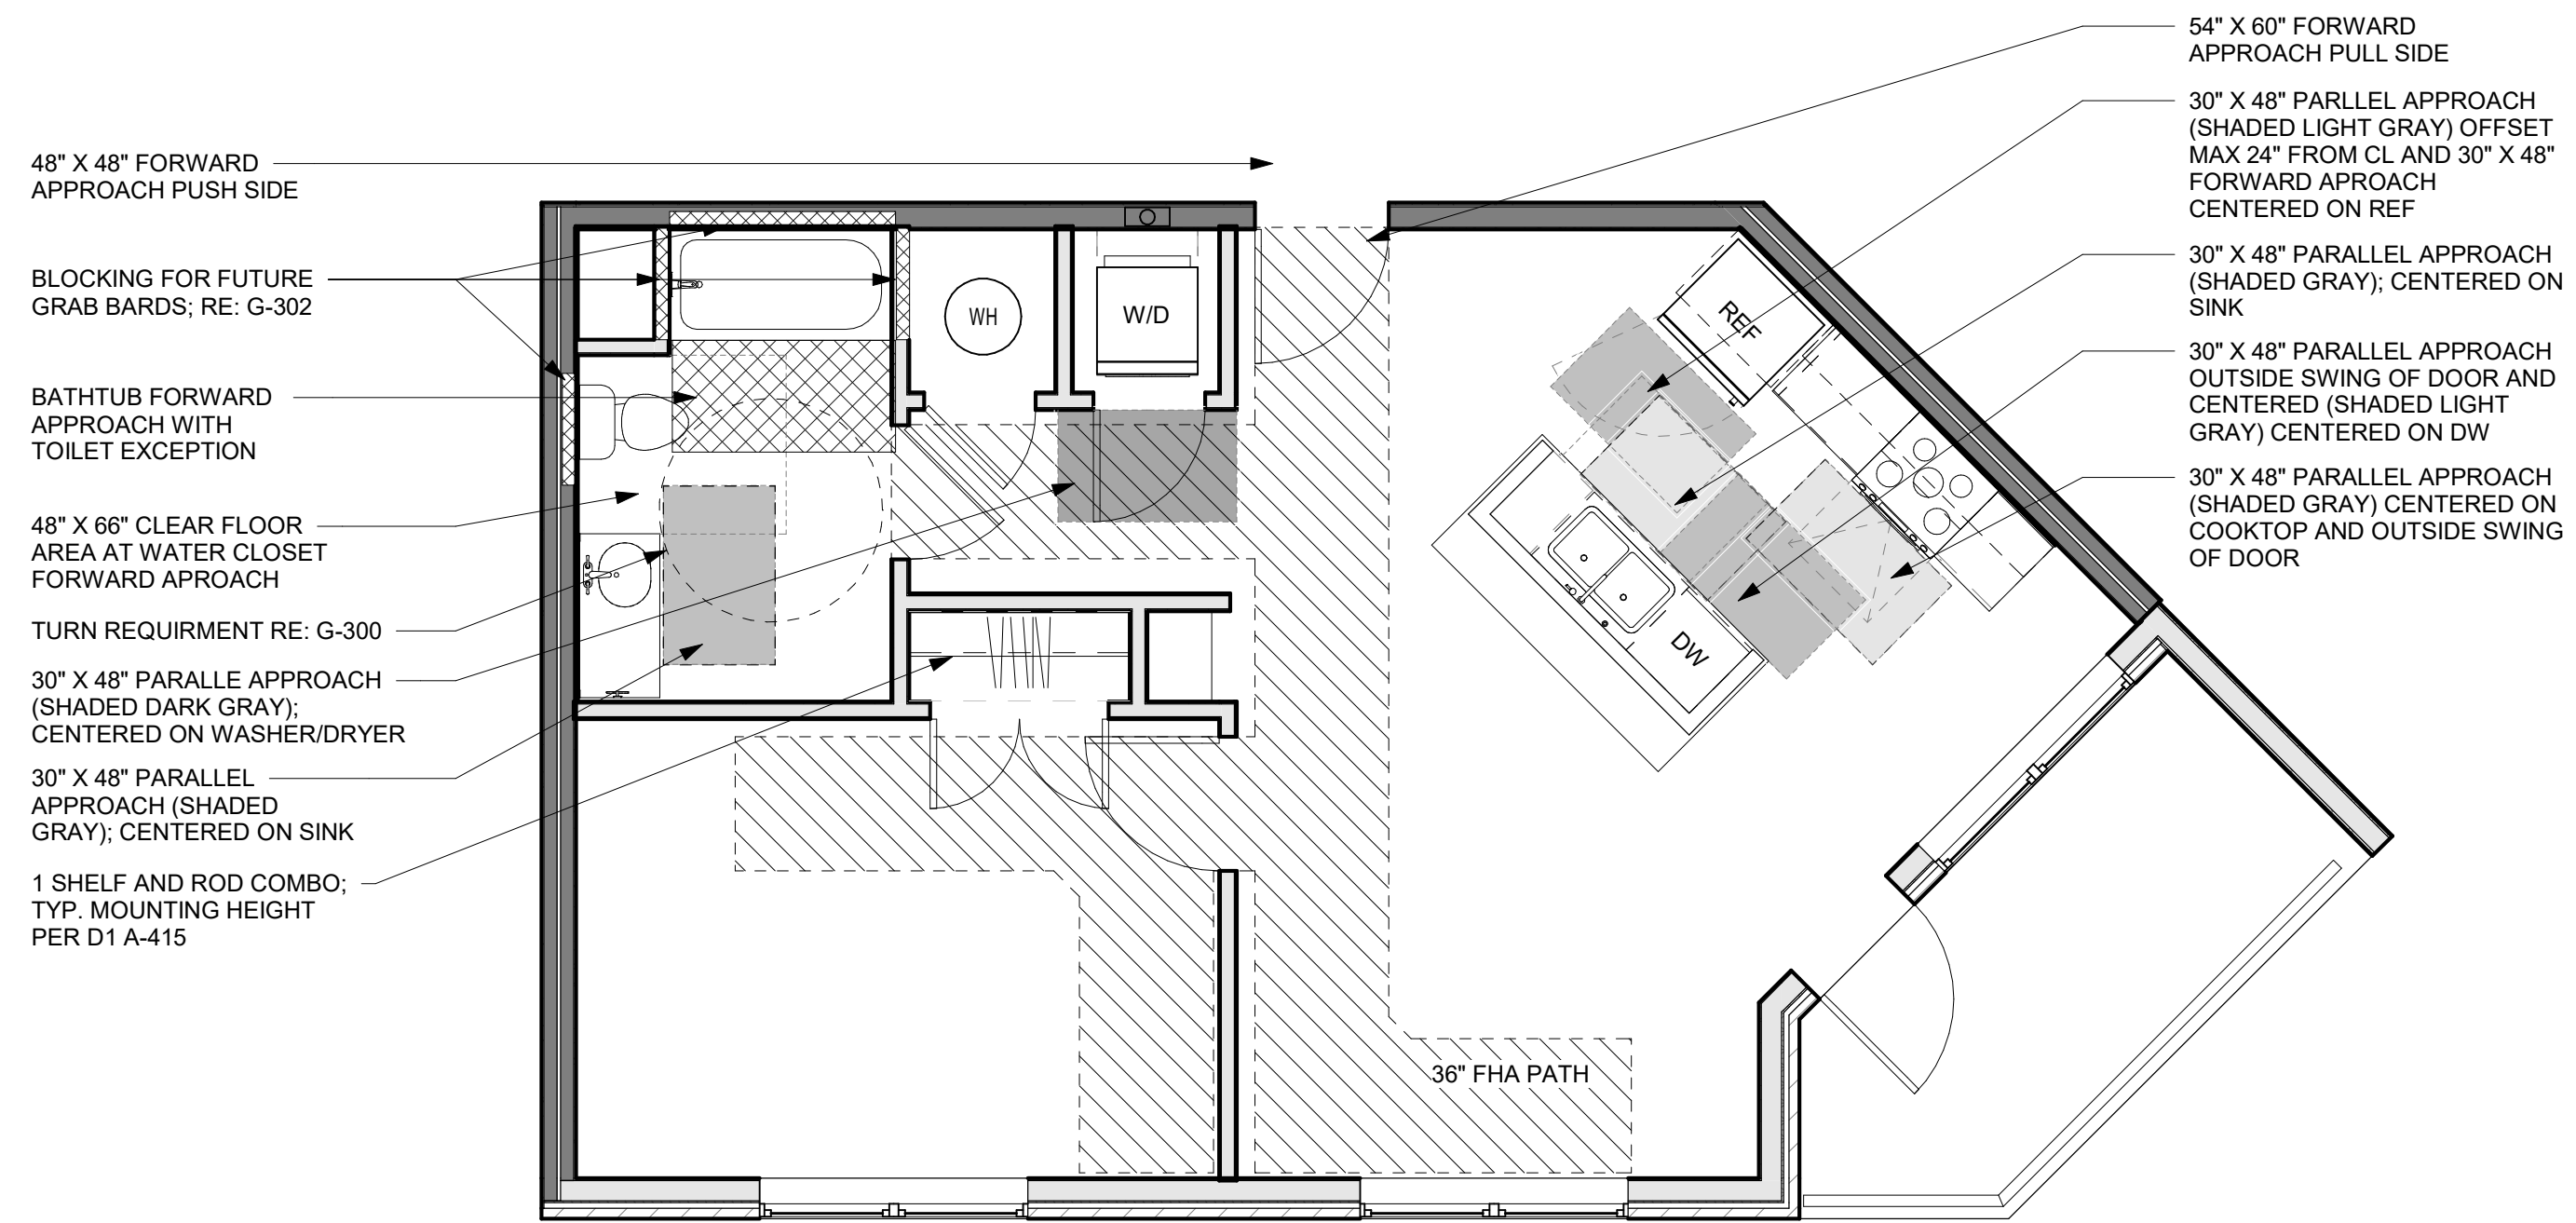 48" X 48" FORWARD
APPROACH PUSH SIDE
BLOCKING FOR FUTURE
GRAB BARDS; RE: G-302
BATHTUB FORWARD
APPROACH WITH
TOILET EXCEPTION
48" X 66" CLEAR FLOOR
AREA AT WATER CLOSET
FORWARD APROACH
TURN REQUIRMENT RE: G-300
30" X 48" PARALLE APPROACH
(SHADED DARK GRAY);
CENTERED ON WASHER/DRYER
30" X 48" PARALLEL
APPROACH (SHADED
GRAY); CENTERED ON SINK
1 SHELF AND ROD COMBO;
TYP. MOUNTING HEIGHT
PER D1 A-415
WH
W/D
REF
DW
36" FHA PATH
54" X 60" FORWARD
APPROACH PULL SIDE
30" X 48" PARLLEL APPROACH
(SHADED LIGHT GRAY) OFFSET
MAX 24" FROM CL AND 30" X 48"
FORWARD APROACH
CENTERED ON REF
30" X 48" PARALLEL APPROACH
(SHADED GRAY); CENTERED ON
SINK
30" X 48" PARALLEL APPROACH
OUTSIDE SWING OF DOOR AND
CENTERED (SHADED LIGHT
GRAY) CENTERED ON DW
30" X 48" PARALLEL APPROACH
(SHADED GRAY) CENTERED ON
COOKTOP AND OUTSIDE SWING
OF DOOR